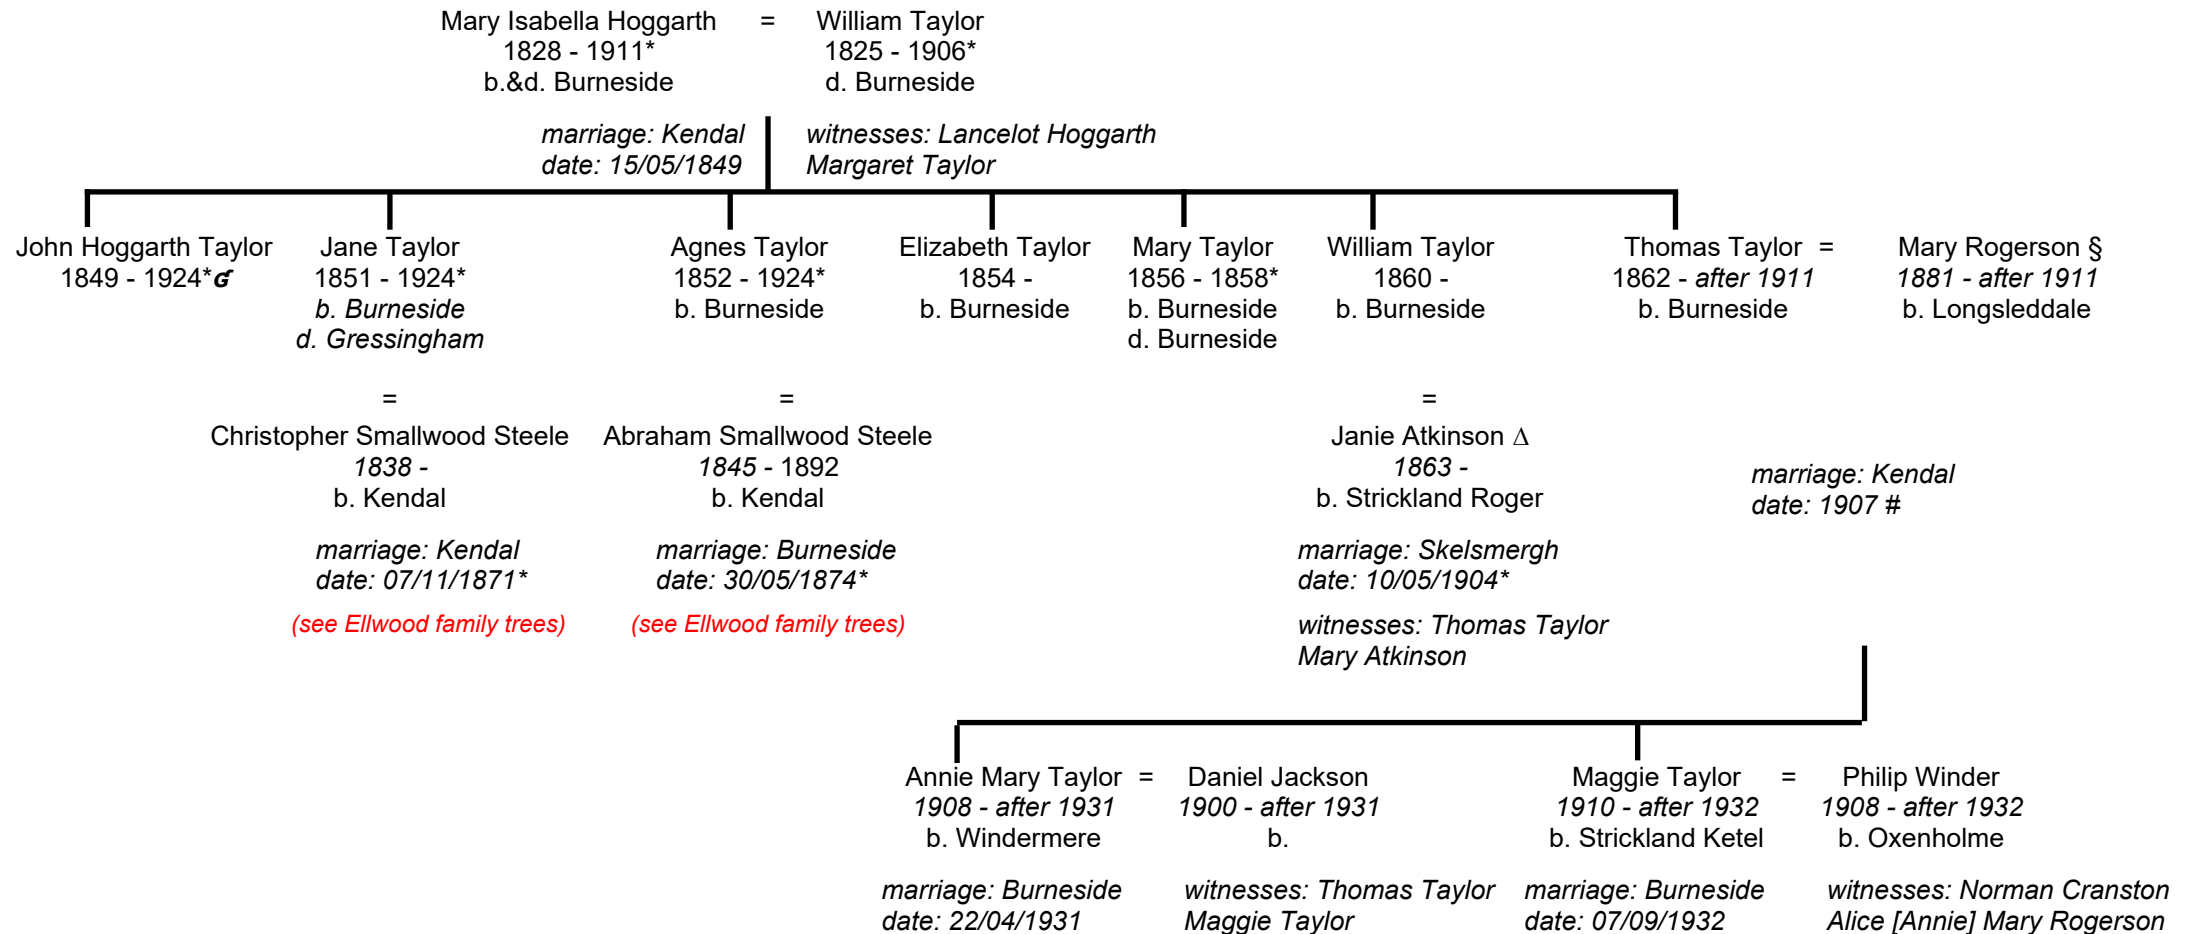 Mary Isabella Hoggarth = William Taylor
1828 - 1911* 1825 - 1906*
b.&d. Burneside d. Burneside
marriage: Kendal witnesses: Lancelot Hoggarth
date: 15/05/1849 Margaret Taylor
John Hoggarth Taylor Jane Taylor Agnes Taylor Elizabeth Taylor Mary Taylor William Taylor Thomas Taylor = Mary Rogerson §
1849 - 1924*ɠ 1851 - 1924* 1852 - 1924* 1854 - 1856 - 1858* 1860 - 1862 - after 1911 1881 - after 1911
b. Burneside b. Burneside b. Burneside b. Burneside b. Burneside b. Burneside b. Longsleddale
d. Gressingham d. Burneside
= = =
Christopher Smallwood Steele Abraham Smallwood Steele Janie Atkinson Δ
1838 - 1845 - 1892 1863 -
b. Kendal b. Kendal b. Strickland Roger
marriage: Kendal
date: 1907 #
marriage: Kendal marriage: Burneside marriage: Skelsmergh
date: 07/11/1871* date: 30/05/1874* date: 10/05/1904*
(see Ellwood family trees) (see Ellwood family trees) witnesses: Thomas Taylor
Mary Atkinson
Annie Mary Taylor = Daniel Jackson Maggie Taylor = Philip Winder
1908 - after 1931 1900 - after 1931 1910 - after 1932 1908 - after 1932
b. Windermere b. b. Strickland Ketel b. Oxenholme
marriage: Burneside witnesses: Thomas Taylor marriage: Burneside witnesses: Norman Cranston
date: 22/04/1931 Maggie Taylor date: 07/09/1932 Alice [Annie] Mary Rogerson